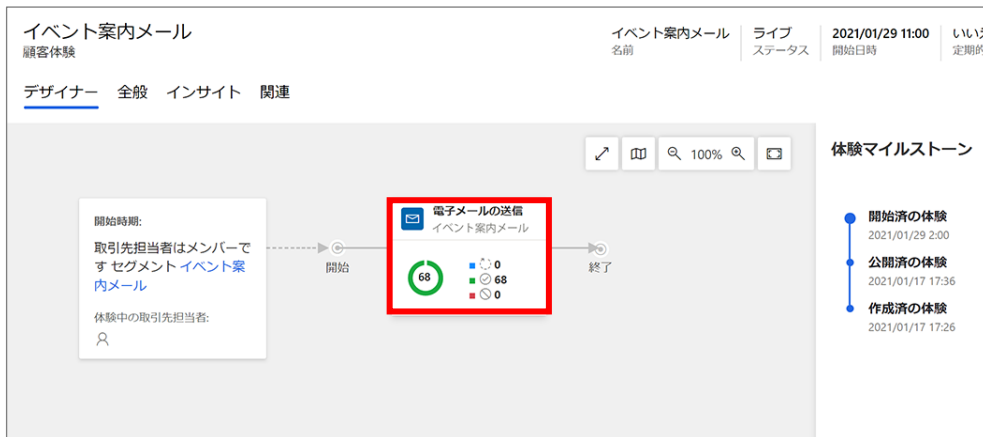 イベント案内メール
顧客体験
イベント案内メール
名前
ライブ
ステータス
2021/01/29 11:00
開始日時
いい
定期的
デザイナー 全般 インサイト 関連
100%
開始時期:
取引先担当者はメンバーで
す セグメント イベント案
内メール
体験中の取引先担当者:
開始
電子メールの送信
イベント案内メール
68
0
68
0
終了
体験マイルストーン
開始済の体験
2021/01/29 2:00
公開済の体験
2021/01/17 17:36
作成済の体験
2021/01/17 17:26